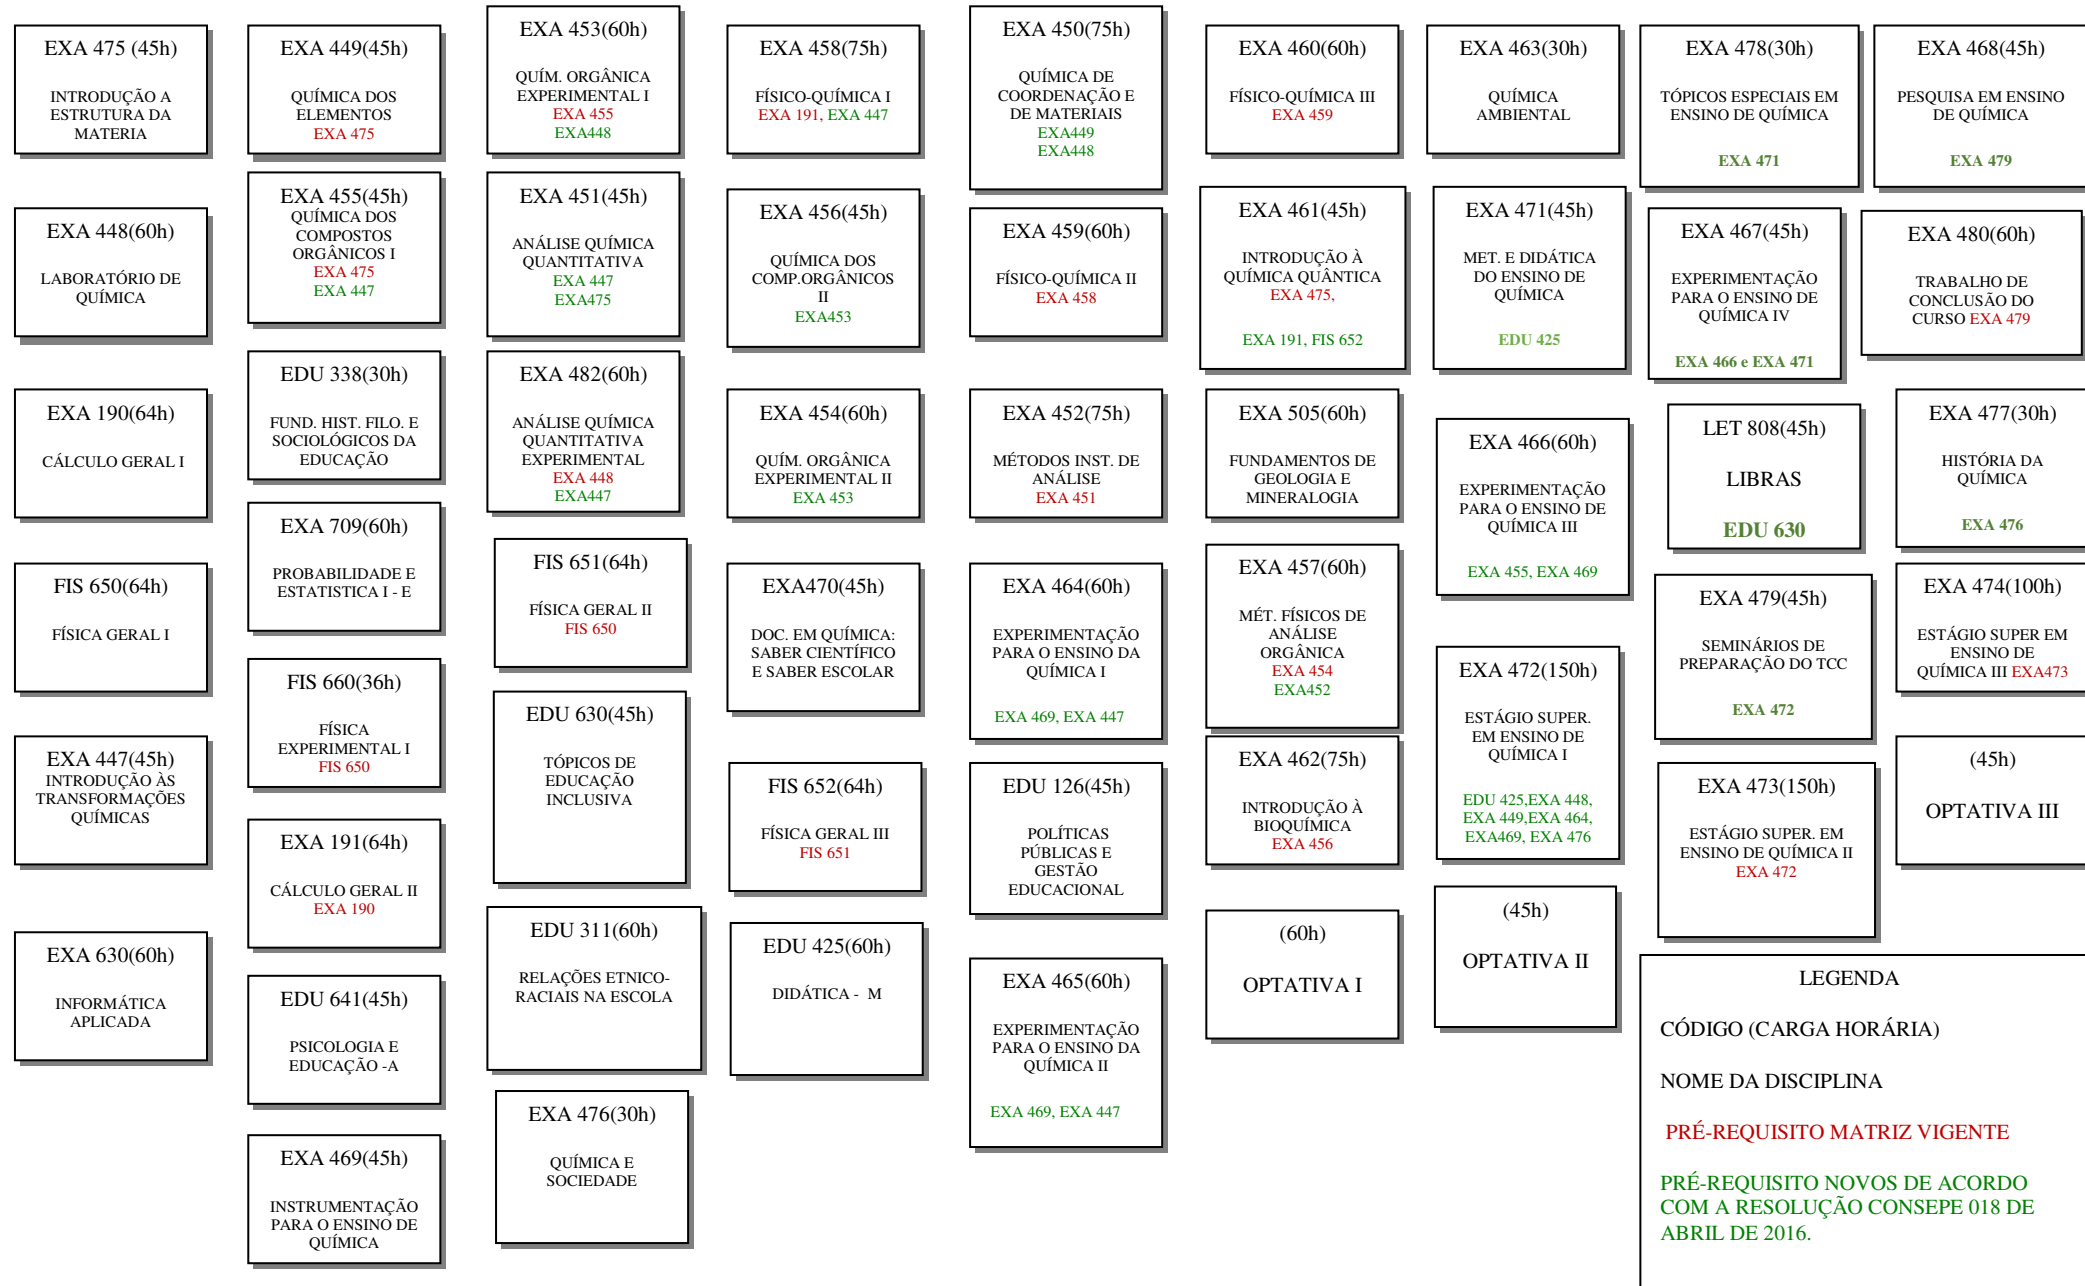 EXA 475 (45h)
INTRODUÇÃO A
ESTRUTURA DA
MATERIA
EXA 448(60h)
LABORATÓRIO DE
QUÍMICA
EXA 190(64h)
CÁLCULO GERAL I
FIS 650(64h)
FÍSICA GERAL I
EXA 447(45h)
INTRODUÇÃO ÀS
TRANSFORMAÇÕES
QUÍMICAS
EXA 630(60h)
INFORMÁTICA
APLICADA
EXA 449(45h)
QUÍMICA DOS
ELEMENTOS
EXA 475
EXA 455(45h)
QUÍMICA DOS
COMPOSTOS
ORGÂNICOS I
EXA 475
EXA 447
EDU 338(30h)
FUND. HIST. FILO. E
SOCIOLÓGICOS DA
EDUCAÇÃO
EXA 709(60h)
PROBABILIDADE E
ESTATISTICA I - E
FIS 660(36h)
FÍSICA
EXPERIMENTAL I
FIS 650
EXA 191(64h)
CÁLCULO GERAL II
EXA 190
EDU 641(45h)
PSICOLOGIA E
EDUCAÇÃO -A
EXA 469(45h)
INSTRUMENTAÇÃO
PARA O ENSINO DE
QUÍMICA
EXA 453(60h)
QUÍM. ORGÂNICA
EXPERIMENTAL I
EXA 455
EXA448
EXA 451(45h)
ANÁLISE QUÍMICA
QUANTITATIVA
EXA 447
EXA475
EXA 482(60h)
ANÁLISE QUÍMICA
QUANTITATIVA
EXPERIMENTAL
EXA 448
EXA447
FIS 651(64h)
FÍSICA GERAL II
FIS 650
EDU 630(45h)
TÓPICOS DE
EDUCAÇÃO
INCLUSIVA
EDU 311(60h)
RELAÇÕES ETNICO-
RACIAIS NA ESCOLA
EXA 476(30h)
QUÍMICA E
SOCIEDADE
EXA 458(75h)
FÍSICO-QUÍMICA I
EXA 191, EXA 447
EXA 456(45h)
QUÍMICA DOS
COMP.ORGÂNICOS
II
EXA453
EXA 454(60h)
QUÍM. ORGÂNICA
EXPERIMENTAL II
EXA 453
EXA470(45h)
DOC. EM QUÍMICA:
SABER CIENTÍFICO
E SABER ESCOLAR
FIS 652(64h)
FÍSICA GERAL III
FIS 651
EDU 425(60h)
DIDÁTICA - M
EXA 450(75h)
QUÍMICA DE
COORDENAÇÃO E
DE MATERIAIS
EXA449
EXA448
EXA 459(60h)
FÍSICO-QUÍMICA II
EXA 458
EXA 452(75h)
MÉTODOS INST. DE
ANÁLISE
EXA 451
EXA 464(60h)
EXPERIMENTAÇÃO
PARA O ENSINO DA
QUÍMICA I
EXA 469, EXA 447
EDU 126(45h)
POLÍTICAS
PÚBLICAS E
GESTÃO
EDUCACIONAL
EXA 465(60h)
EXPERIMENTAÇÃO
PARA O ENSINO DA
QUÍMICA II
EXA 469, EXA 447
EXA 460(60h)
FÍSICO-QUÍMICA III
EXA 459
EXA 461(45h)
INTRODUÇÃO À
QUÍMICA QUÂNTICA
EXA 475,
EXA 191, FIS 652
EXA 505(60h)
FUNDAMENTOS DE
GEOLOGIA E
MINERALOGIA
EXA 457(60h)
MÉT. FÍSICOS DE
ANÁLISE
ORGÂNICA
EXA 454
EXA452
EXA 462(75h)
INTRODUÇÃO À
BIOQUÍMICA
EXA 456
(60h)
OPTATIVA I
EXA 463(30h)
QUÍMICA
AMBIENTAL
EXA 471(45h)
MET. E DIDÁTICA
DO ENSINO DE
QUÍMICA
EDU 425
EXA 466(60h)
EXPERIMENTAÇÃO
PARA O ENSINO DE
QUÍMICA III
EXA 455, EXA 469
EXA 472(150h)
ESTÁGIO SUPER.
EM ENSINO DE
QUÍMICA I
EDU 425,EXA 448,
EXA 449,EXA 464,
EXA469, EXA 476
(45h)
OPTATIVA II
EXA 478(30h)
TÓPICOS ESPECIAIS EM
ENSINO DE QUÍMICA
EXA 471
EXA 467(45h)
EXPERIMENTAÇÃO
PARA O ENSINO DE
QUÍMICA IV
EXA 466 e EXA 471
LET 808(45h)
LIBRAS
EDU 630
EXA 479(45h)
SEMINÁRIOS DE
PREPARAÇÃO DO TCC
EXA 472
EXA 473(150h)
ESTÁGIO SUPER. EM
ENSINO DE QUÍMICA II
EXA 472
EXA 468(45h)
PESQUISA EM ENSINO
DE QUÍMICA
EXA 479
EXA 480(60h)
TRABALHO DE
CONCLUSÃO DO
CURSO EXA 479
EXA 477(30h)
HISTÓRIA DA
QUÍMICA
EXA 476
EXA 474(100h)
ESTÁGIO SUPER EM
ENSINO DE
QUÍMICA III EXA473
(45h)
OPTATIVA III
LEGENDA
CÓDIGO (CARGA HORÁRIA)
NOME DA DISCIPLINA
PRÉ-REQUISITO MATRIZ VIGENTE
PRÉ-REQUISITO NOVOS DE ACORDO
COM A RESOLUÇÃO CONSEPE 018 DE
ABRIL DE 2016.